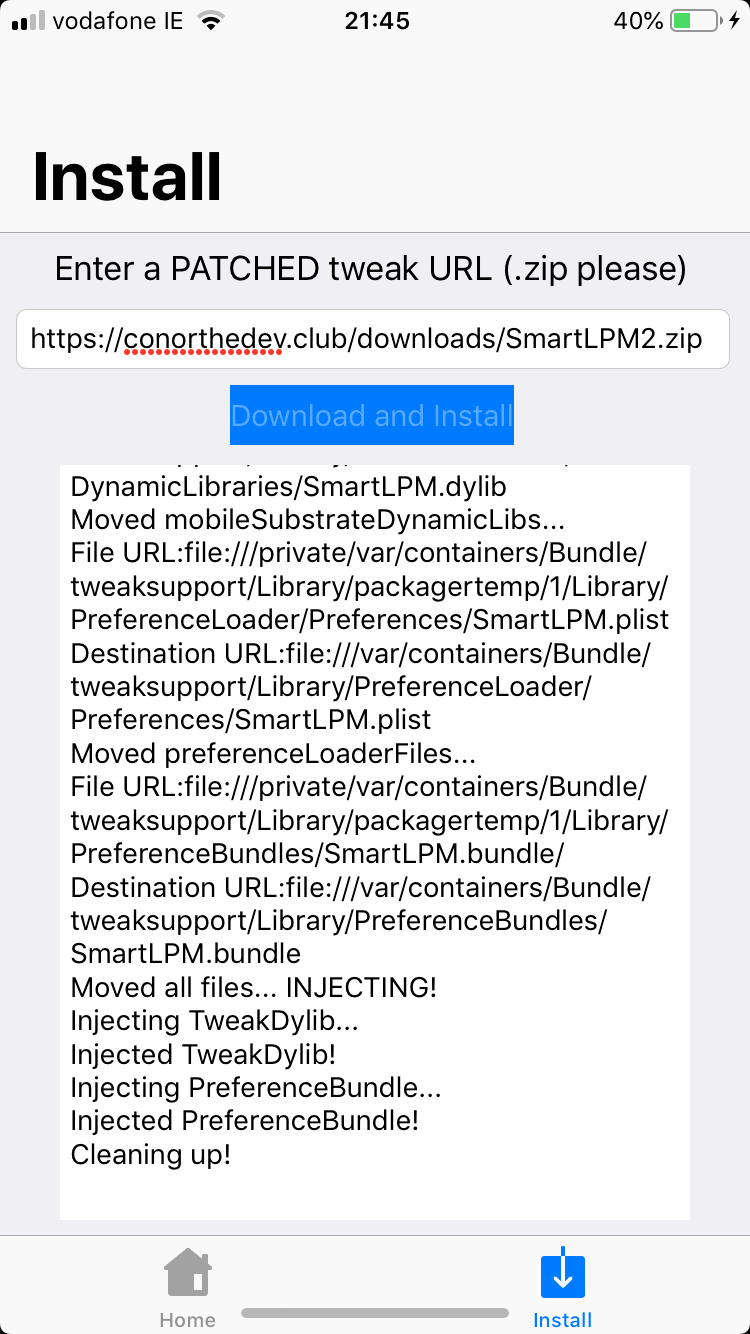 vodafone IE
21:45
40%
Install
Enter a PATCHED tweak URL (.zip please)
https://conorthedev.club/downloads/SmartLPM2.zip
Download and Install
DynamicLibraries/SmartLPM.dylib
Moved mobileSubstrateDynamicLibs...
File URL:file:///private/var/containers/Bundle/
tweaksupport/Library/packagertemp/1/Library/
PreferenceLoader/Preferences/SmartLPM.plist
Destination URL:file:///var/containers/Bundle/
tweaksupport/Library/PreferenceLoader/
Preferences/SmartLPM.plist
Moved preferenceLoaderFiles...
File URL:file:///private/var/containers/Bundle/
tweaksupport/Library/packagertemp/1/Library/
PreferenceBundles/SmartLPM.bundle/
Destination URL:file:///var/containers/Bundle/
tweaksupport/Library/PreferenceBundles/
SmartLPM.bundle
Moved all files... INJECTING!
Injecting TweakDylib...
Injected TweakDylib!
Injecting PreferenceBundle...
Injected PreferenceBundle!
Cleaning up!
Home
Install